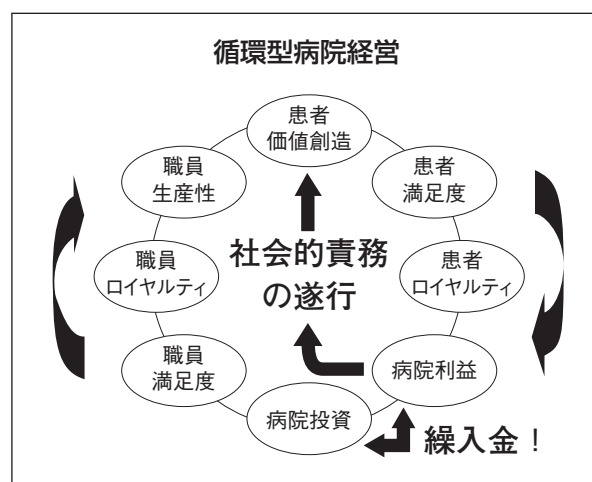 循環型病院経営
患者
価値創造
患者
満足度
患者
ロイヤルティ
病院利益
繰入金！
病院投資
職員
満足度
職員
ロイヤルティ
職員
生産性
社会的責務
の遂行